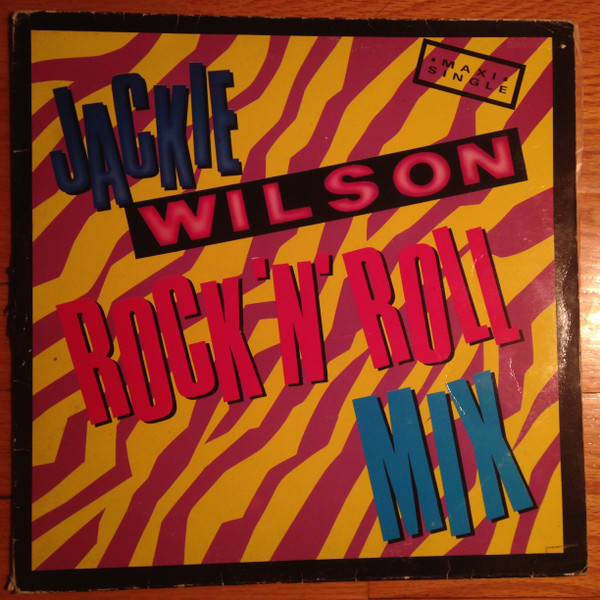 JACKIE
WILSON
•MAXI•
SINGLE
ROCK 'N' ROLL
MIX